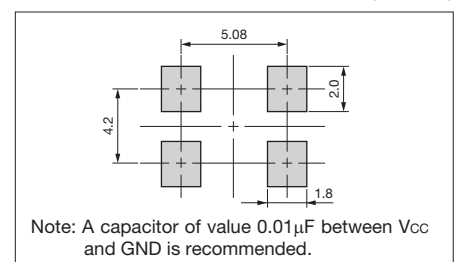 5.08
4.2
2.0
1.8
Note: A capacitor of value 0.01µF between Vcc
and GND is recommended.